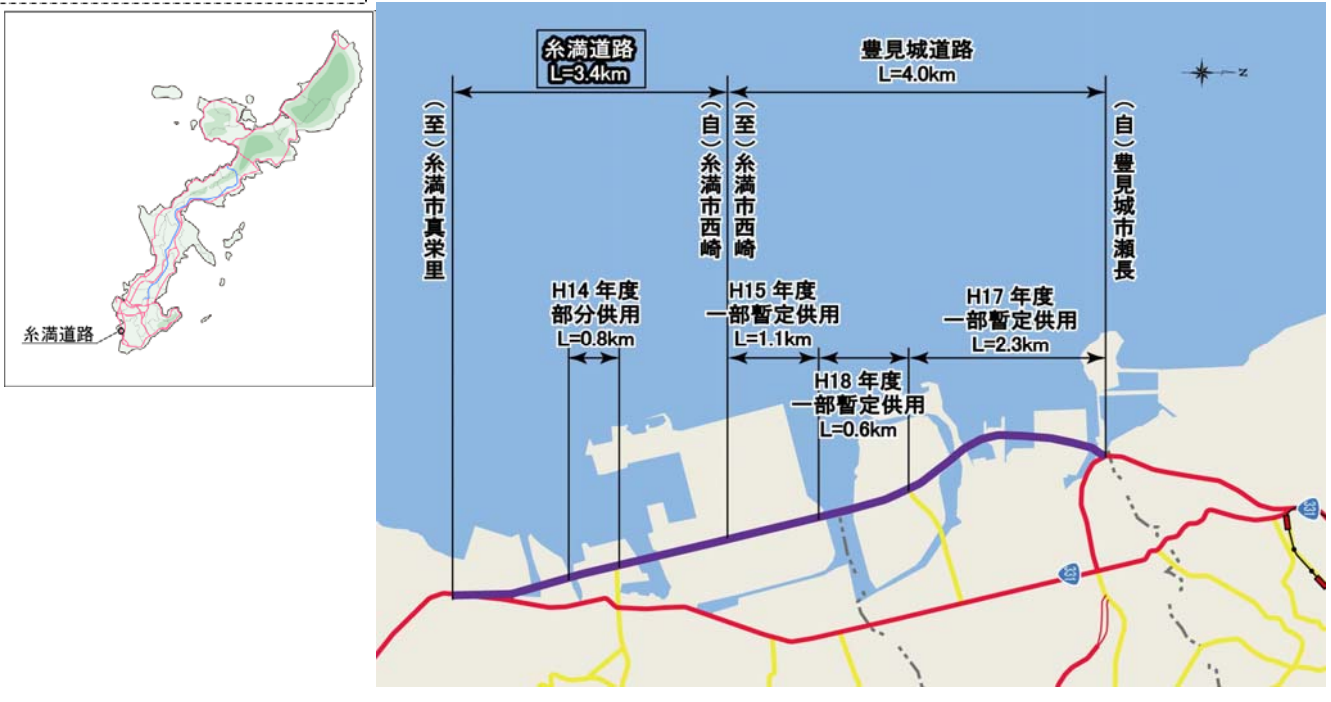 糸満道路
糸満道路
L=3.4km
豊見城道路
L=4.0km
N
（至）糸満市真栄里
（自）糸満市西崎
（至）糸満市西崎
（自）豊見城市瀬長
H14 年度
部分供用
L=0.8km
H15 年度
一部暫定供用
L=1.1km
H18 年度
一部暫定供用
L=0.6km
H17 年度
一部暫定供用
L=2.3km
331
331